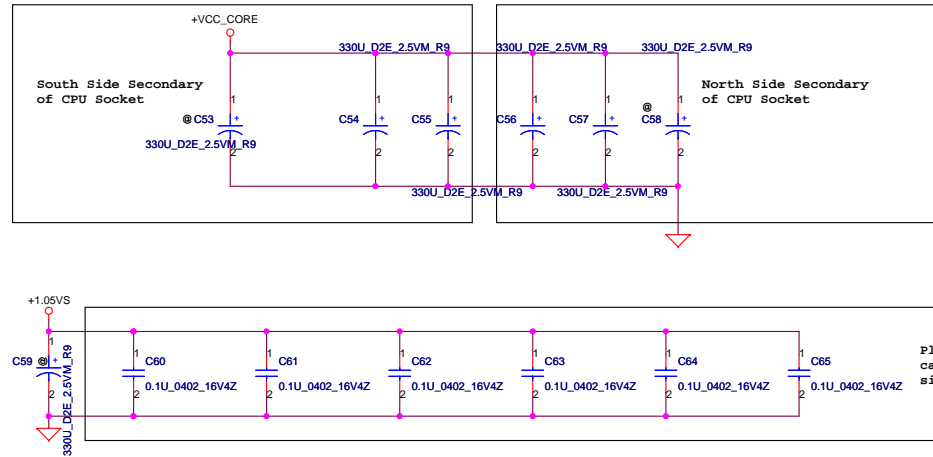 +VCC_CORE
330U_D2E_2.5VM_R9
330U_D2E_2.5VM_R9
330U_D2E_2.5VM_R9
South Side Secondary
of CPU Socket
North Side Secondary
of CPU Socket
1
1
1
1
1
1
@
@ C53
+
C54
+
C55
+
C56
+
C57
+
C58
+
330U_D2E_2.5VM_R9
2
2
2
2
2
2
330U_D2E_2.5VM_R9
330U_D2E_2.5VM_R9
+1.05VS
1
1
1
1
1
1
1
C59 @
+
C60
C61
C62
C63
C64
C65
330U_D2E_2.5VM_R9
0.1U_0402_16V4Z
0.1U_0402_16V4Z
0.1U_0402_16V4Z
0.1U_0402_16V4Z
0.1U_0402_16V4Z
0.1U_0402_16V4Z
2
2
2
2
2
2
2
Pl
ca
si